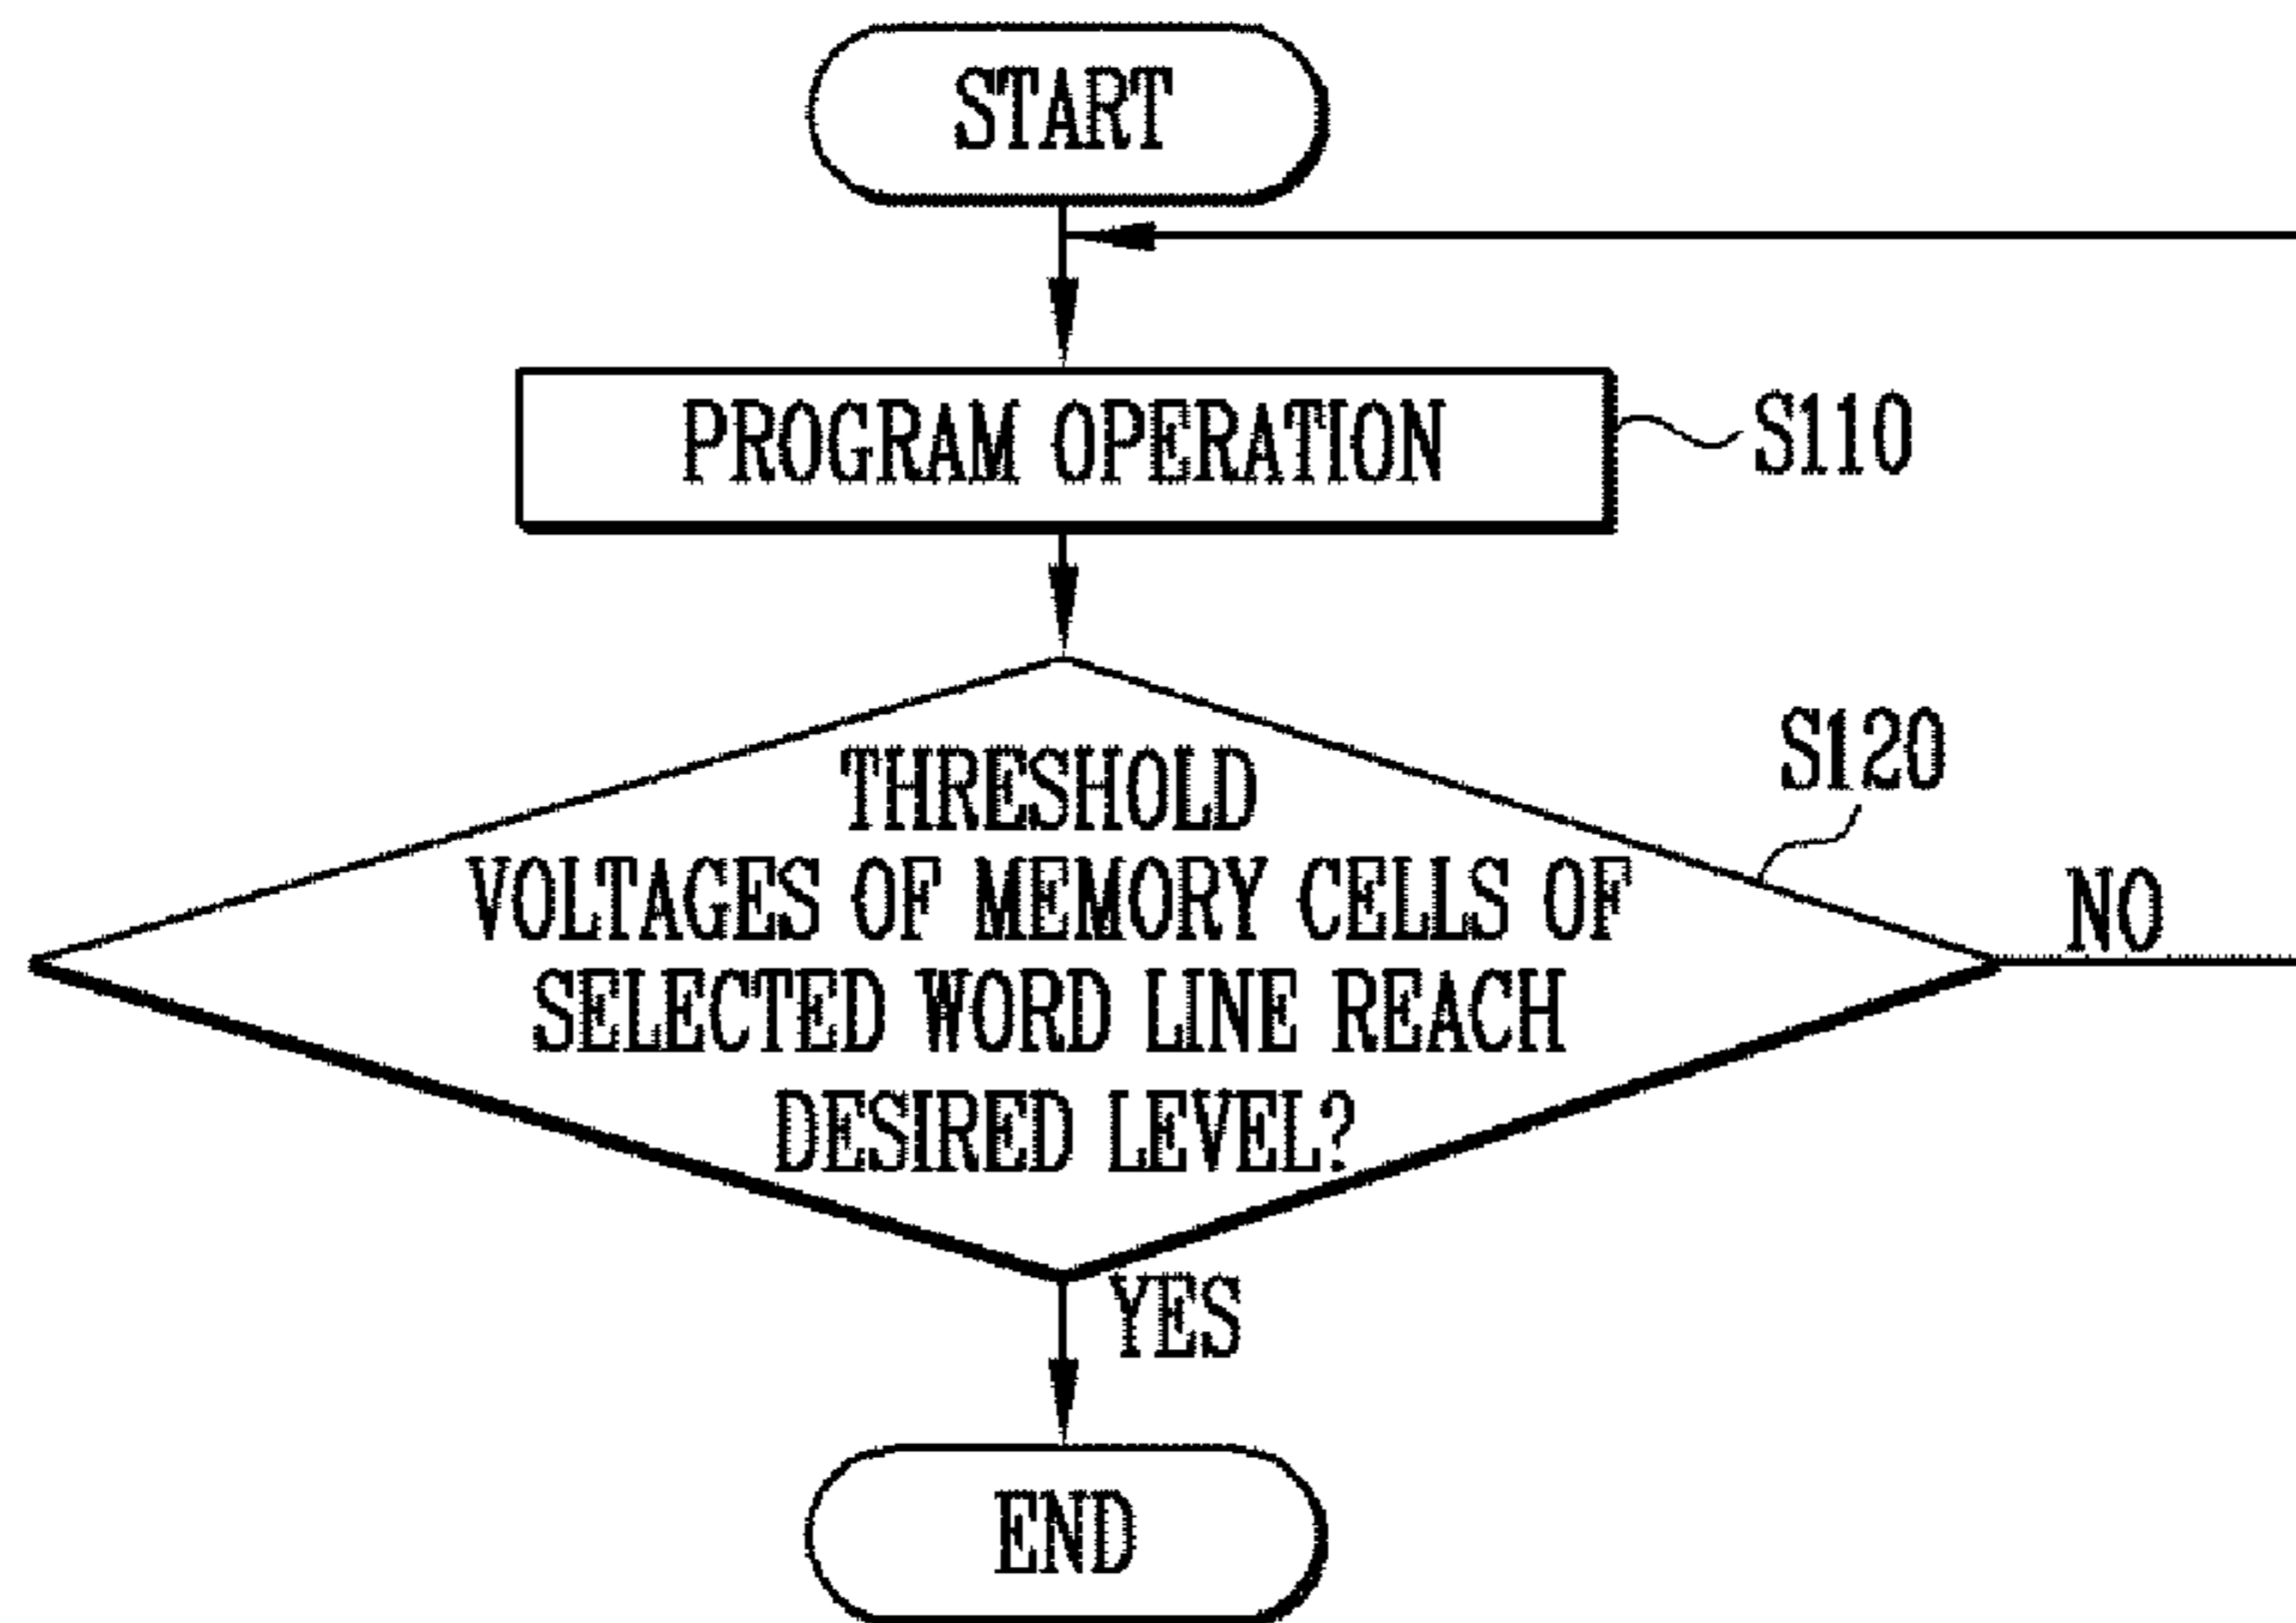 START
PROGRAM OPERATION
S110
THRESHOLD
VOLTAGES OF MEMORY CELLS OF
SELECTED WORD LINE REACH
DESIRED LEVEL?
S120
NO
YES
END